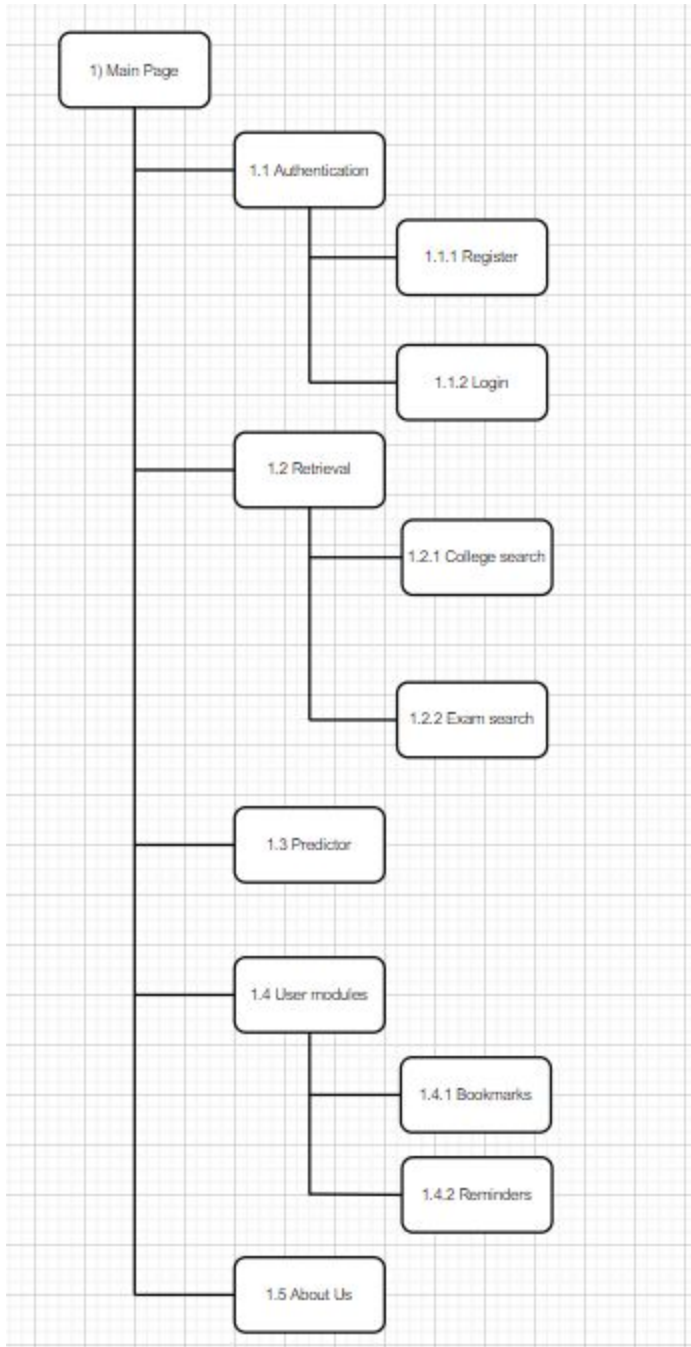 1) Main Page
1.1 Authentication
1.1.1 Register
1.1.2 Login
1.2 Retrieval
1.2.1 College search
1.2.2 Exam search
1.3 Predictor
1.4 User modules
1.4.1 Bookmarks
1.4.2 Reminders
1.5 About Us